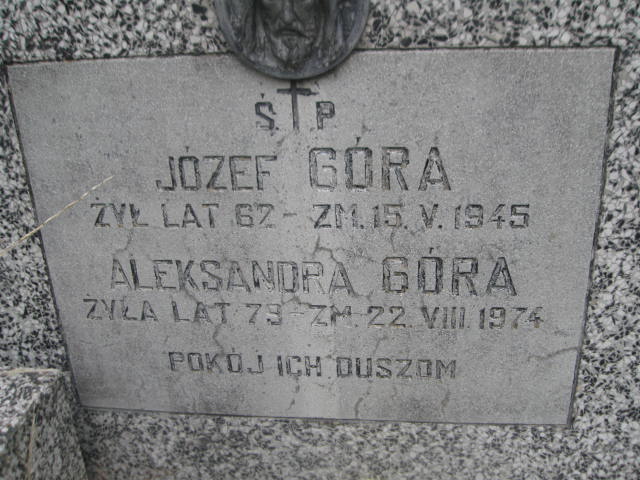 Ś P
JÓZEF GÓRA
ŻYŁ LAT 62 - ZM. 15. V. 1945
ALEKSANDRA GÓRA
ŻYŁA LAT 79 - ZM. 22. VIII. 1974
POKÓJ ICH DUSZOM